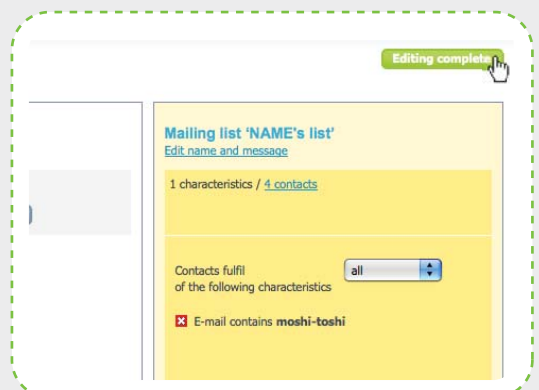 Editing complete
Mailing list ‘NAME's list’
Edit name and message
1 characteristics / 4 contacts
Contacts fulfil
all
of the following characteristics
E-mail contains moshi-toshi